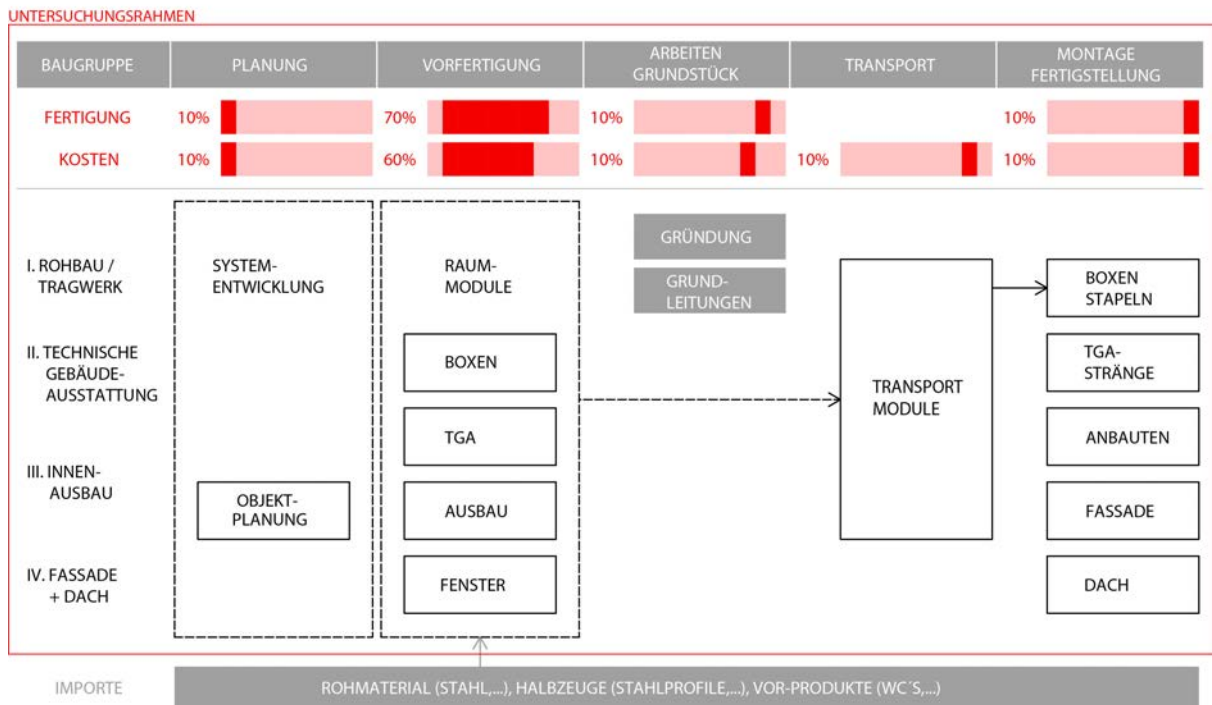 UNTERSUCHUNGSRAHMEN
BAUGRUPPE
PLANUNG
VORFERTIGUNG
ARBEITEN
GRUNDSTÜCK
TRANSPORT
MONTAGE
FERTIGSTELLUNG
FERTIGUNG
10%
70%
10%
10%
KOSTEN
10%
60%
10%
10%
10%
I. ROHBAU /
TRAGWERK
II. TECHNISCHE
GEBÄUDE-
AUSSTATTUNG
III. INNEN-
AUSBAU
IV. FASSADE
+ DACH
SYSTEM-
ENTWICKLUNG
OBJEKT-
PLANUNG
RAUM-
MODULE
BOXEN
TGA
AUSBAU
FENSTER
GRÜNDUNG
GRUND-
LEITUNGEN
TRANSPORT
MODULE
BOXEN
STAPELN
TGA-
STRÄNGE
ANBAUTEN
FASSADE
DACH
IMPORTE
ROHMATERIAL (STAHL,...), HALBZEUGE (STAHLPROFILE,...), VOR-PRODUKTE (WC´S,...)